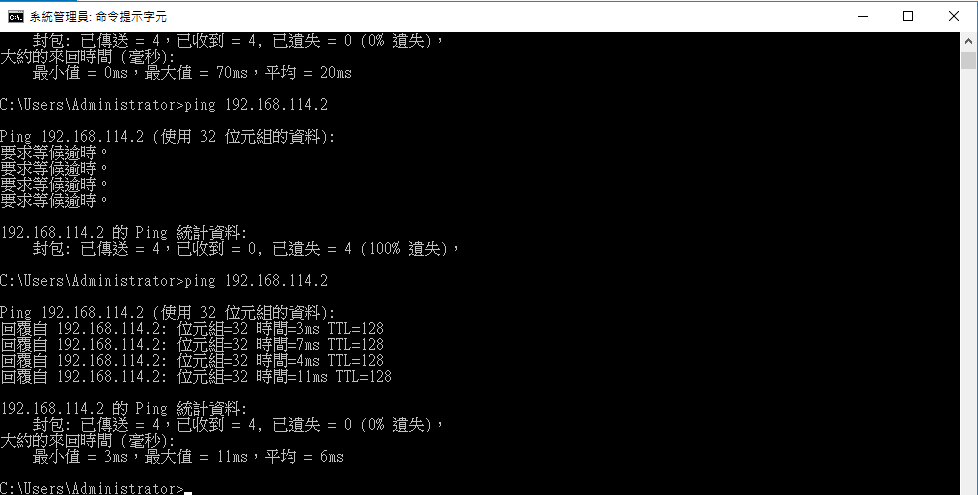 系統管理員: 命令提示字元
封包: 已傳送 = 4，已收到 = 4, 已遺失 = 0 (0% 遺失)，
大約的來回時間 (毫秒):
最小值 = 0ms，最大值 = 70ms，平均 = 20ms
C:\Users\Administrator>ping 192.168.114.2
Ping 192.168.114.2 (使用 32 位元組的資料):
要求等候逾時。
要求等候逾時。
要求等候逾時。
要求等候逾時。
192.168.114.2 的 Ping 統計資料:
封包: 已傳送 = 4，已收到 = 0, 已遺失 = 4 (100% 遺失)，
C:\Users\Administrator>ping 192.168.114.2
Ping 192.168.114.2 (使用 32 位元組的資料):
回覆自 192.168.114.2: 位元組=32 時間=3ms TTL=128
回覆自 192.168.114.2: 位元組=32 時間=7ms TTL=128
回覆自 192.168.114.2: 位元組=32 時間=4ms TTL=128
回覆自 192.168.114.2: 位元組=32 時間=11ms TTL=128
192.168.114.2 的 Ping 統計資料:
封包: 已傳送 = 4，已收到 = 4, 已遺失 = 0 (0% 遺失)，
大約的來回時間 (毫秒):
最小值 = 3ms，最大值 = 11ms，平均 = 6ms
C:\Users\Administrator>